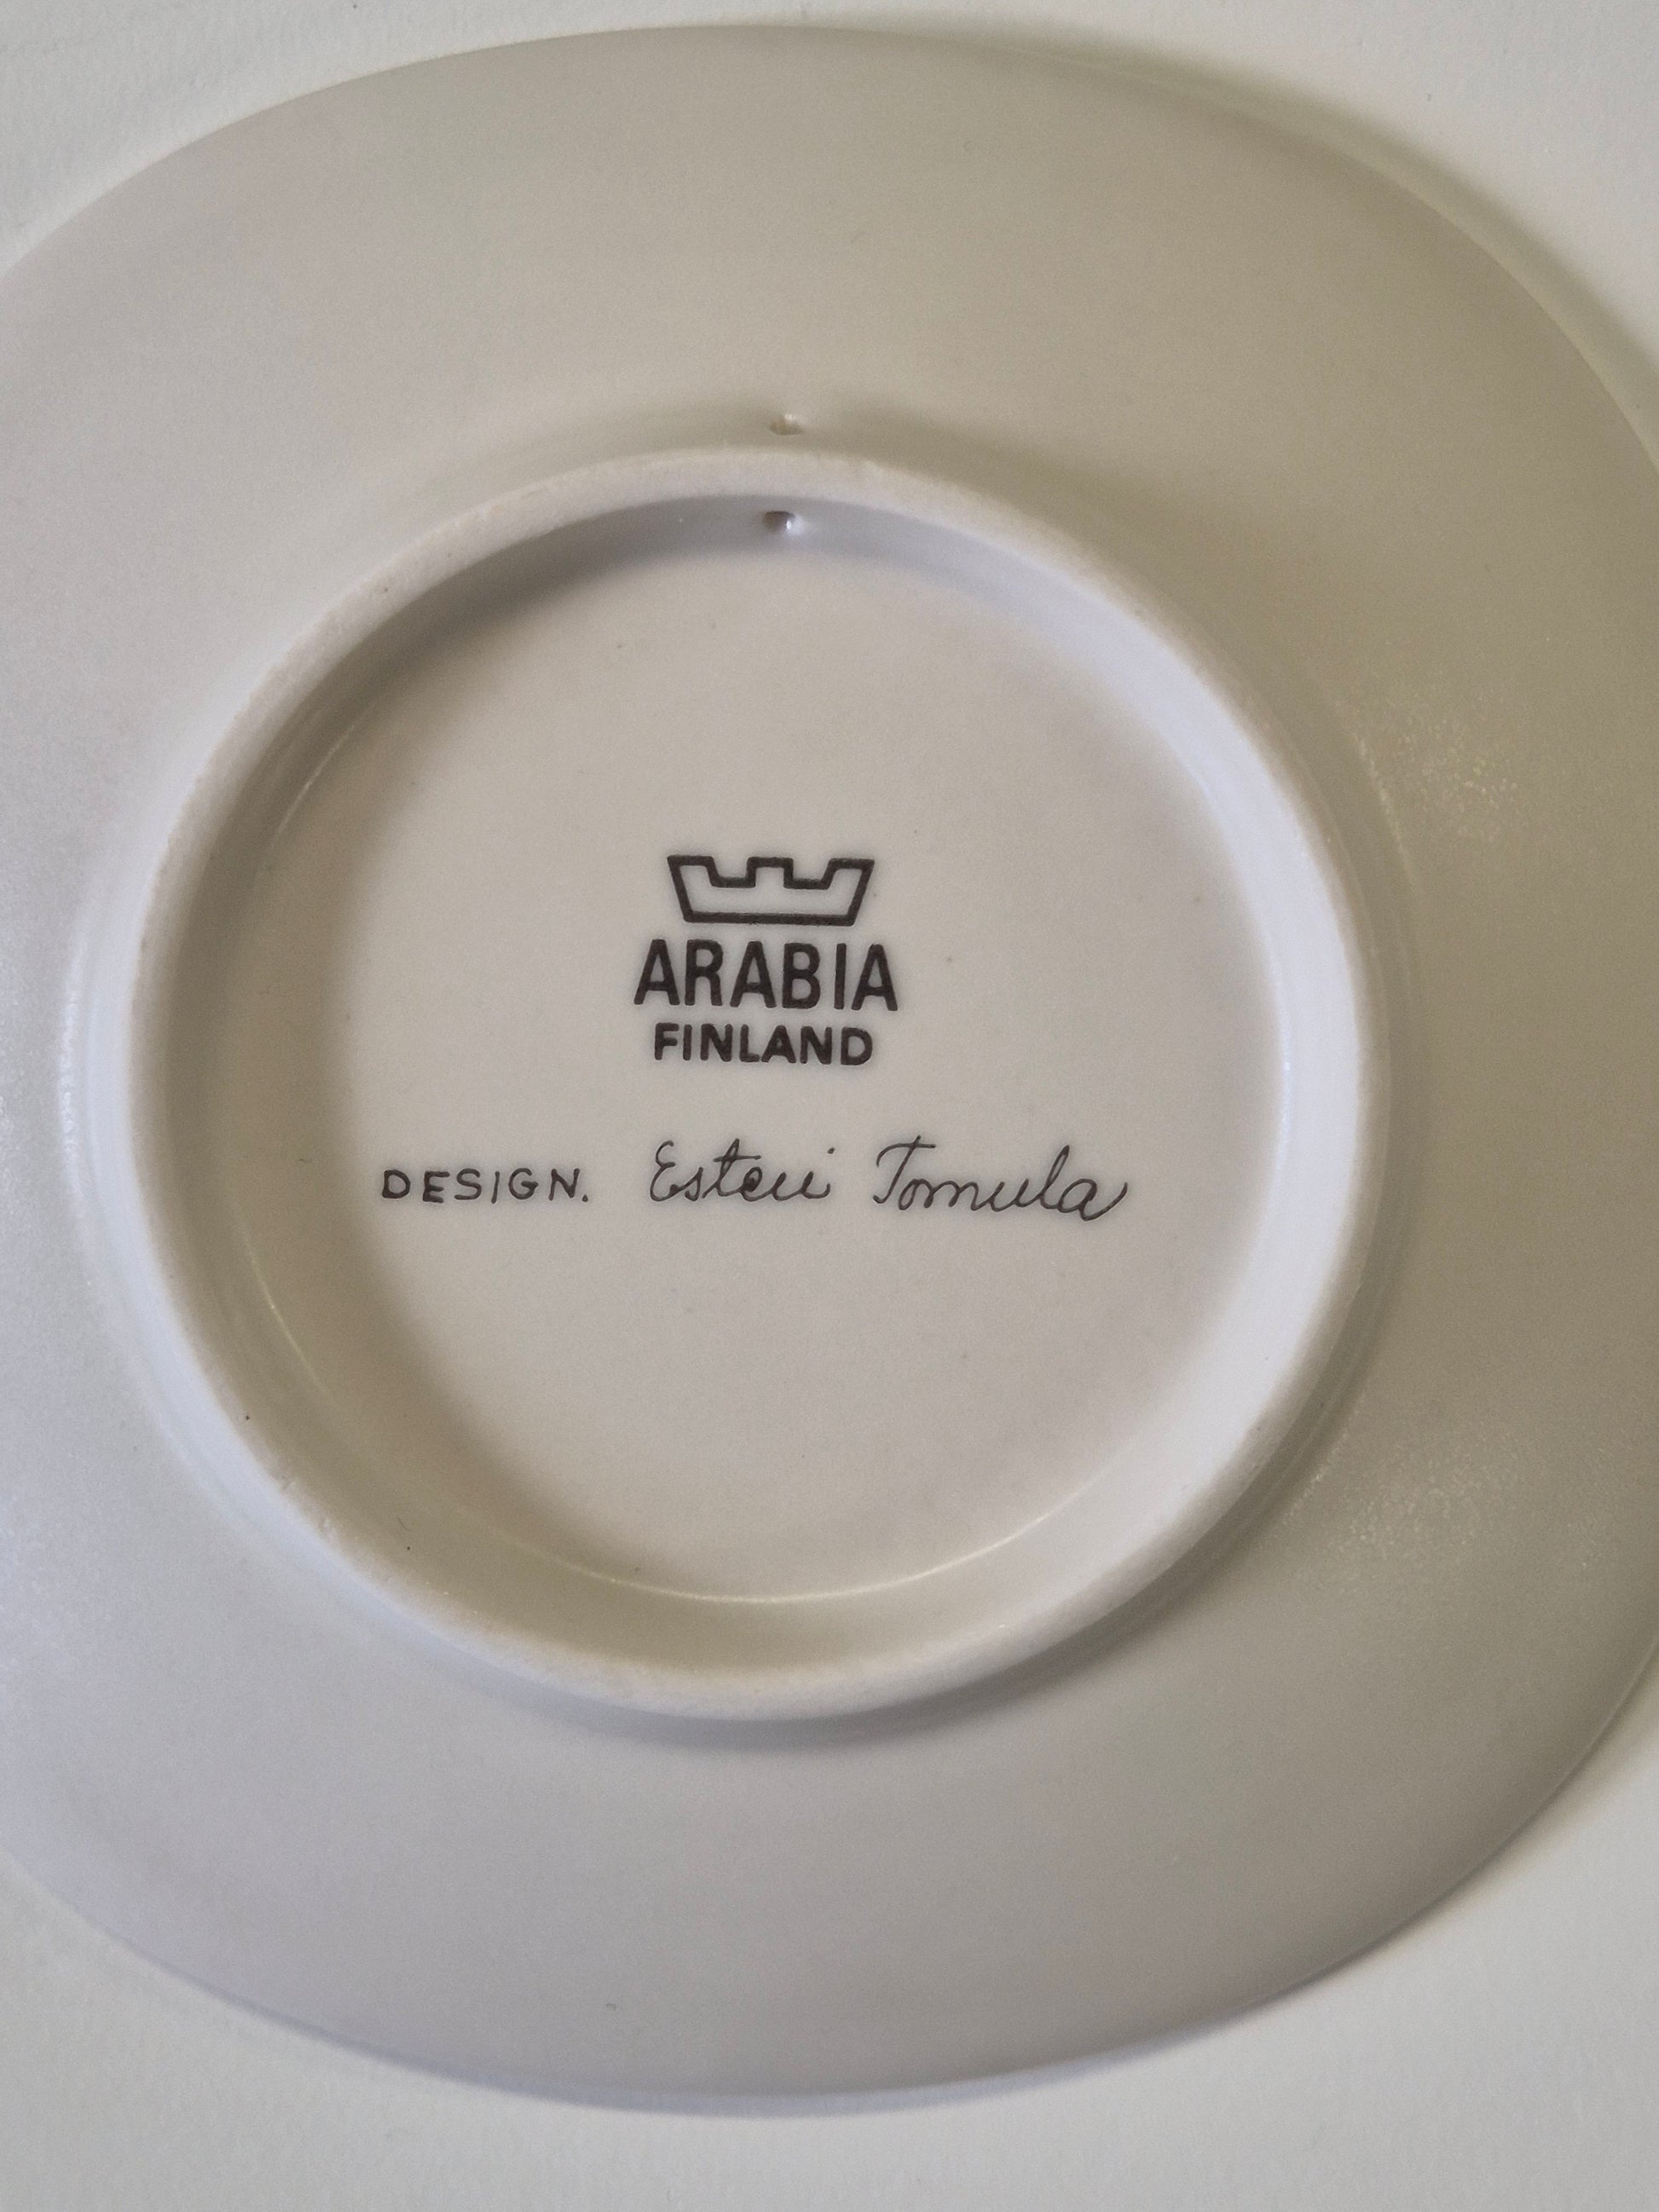 ARABIA
FINLAND
DESIGN. Esteri Tomula